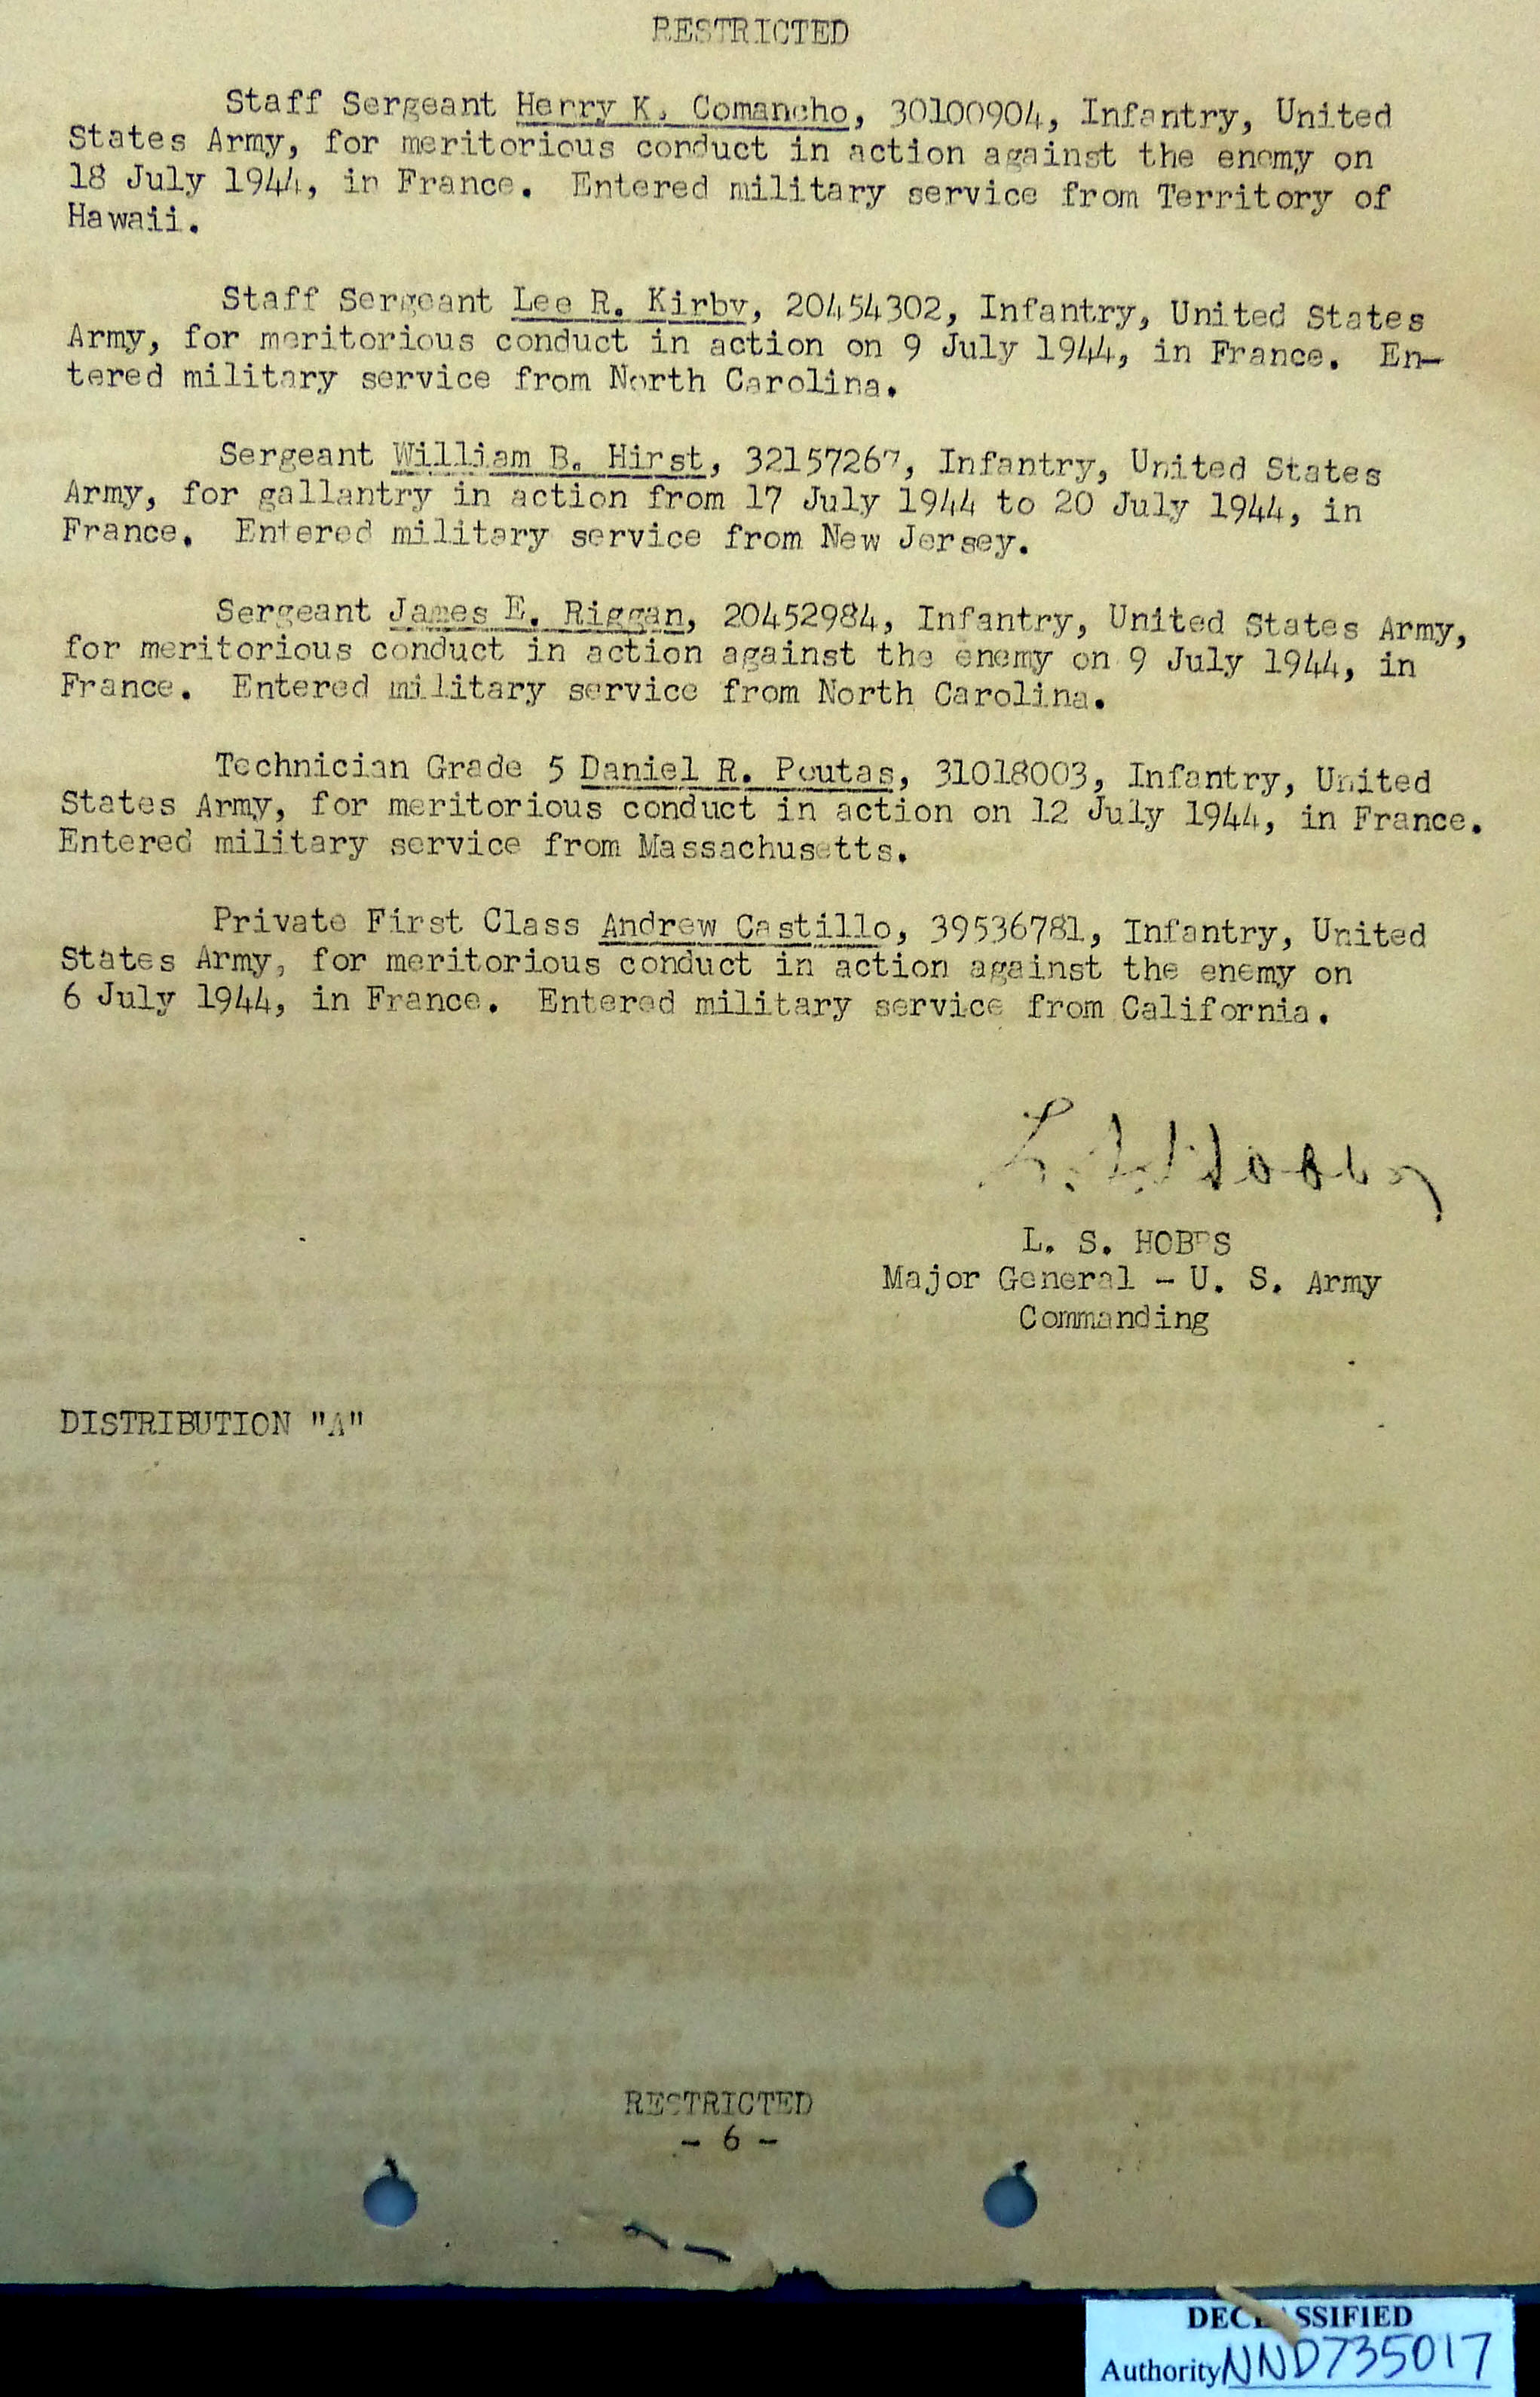 RESTRICTED
Staff Sergeant Harry K. Comancho, 30100904, Infantry, United
States Army, for meritorious conduct in action against the enemy on
18 July 1944, in France. Entered military service from Territory of
Hawaii.
Staff Sergeant Lee R. Kirby, 20454302, Infantry, United States
Army, for meritorious conduct in action on 9 July 1944, in France. En-
tered military service from North Carolina.
Sergeant William B. Hirst, 32157267, Infantry, United States
Army, for gallantry in action from 17 July 1944 to 20 July 1944, in
France. Entered military service from New Jersey.
Sergeant James E. Riggan, 20452984, Infantry, United States Army,
for meritorious conduct in action against the enemy on 9 July 1944, in
France. Entered military service from North Carolina.
Technician Grade 5 Daniel R. Poutas, 31018003, Infantry, United
States Army, for meritorious conduct in action on 12 July 1944, in France.
Entered military service from Massachusetts.
Private First Class Andrew Castillo, 39536781, Infantry, United
States Army, for meritorious conduct in action against the enemy on
6 July 1944, in France. Entered military service from California.
L. S. Hobbs
L. S. HOBBS
Major General - U. S. Army
Commanding
DISTRIBUTION "A"
RESTRICTED
- 6 -
DECLASSIFIED
Authority NND735017